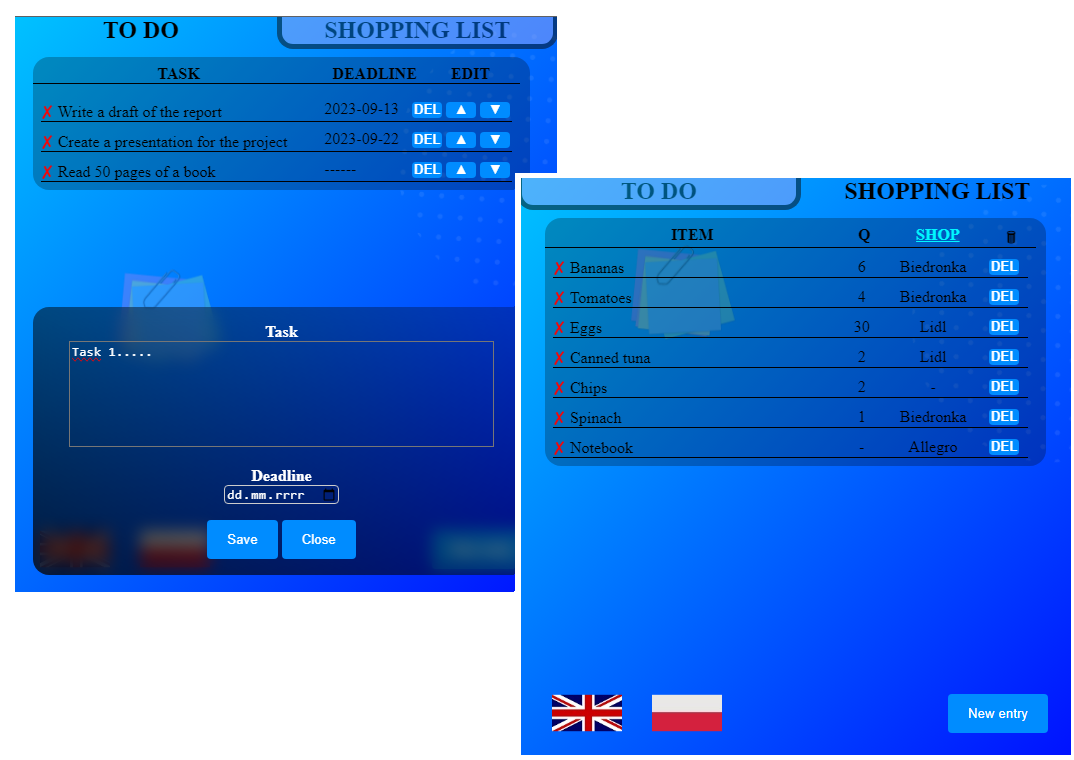 TO DO SHOPPING LIST
TASK DEADLINE EDIT
✗ Write a draft of the report 2023-09-13 DEL ▲ ▼
✗ Create a presentation for the project 2023-09-22 DEL ▲ ▼
✗ Read 50 pages of a book ------ DEL ▲ ▼
Task
Task 1.....
Deadline
dd.mm.rrrr
Save Close
TO DO SHOPPING LIST
ITEM Q SHOP
✗ Bananas 6 Biedronka DEL
✗ Tomatoes 4 Biedronka DEL
✗ Eggs 30 Lidl DEL
✗ Canned tuna 2 Lidl DEL
✗ Chips 2 - DEL
✗ Spinach 1 Biedronka DEL
✗ Notebook - Allegro DEL
New entry